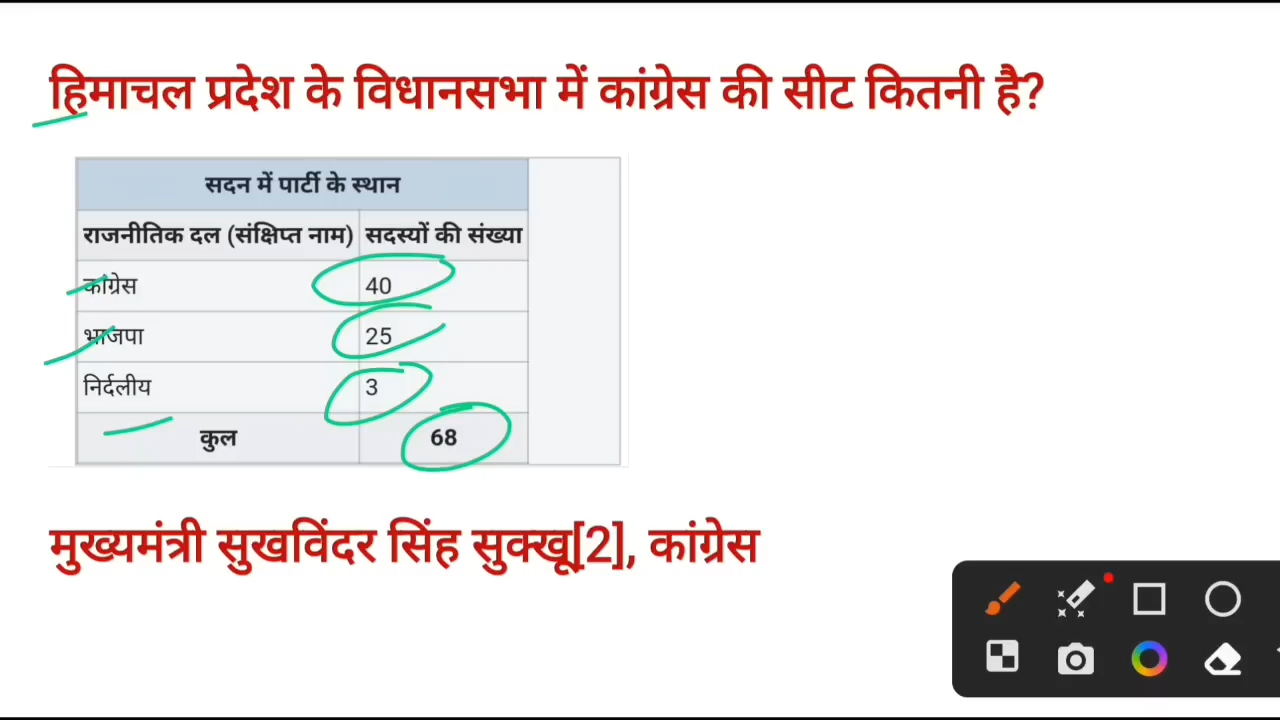 हिमाचल प्रदेश के विधानसभा में कांग्रेस की सीट कितनी है?
सदन में पार्टी के स्थान
राजनीतिक दल (संक्षिप्त नाम) सदस्यों की संख्या
कांग्रेस 40
भाजपा 25
निर्दलीय 3
कुल 68
मुख्यमंत्री सुखविंदर सिंह सुक्खू[2], कांग्रेस